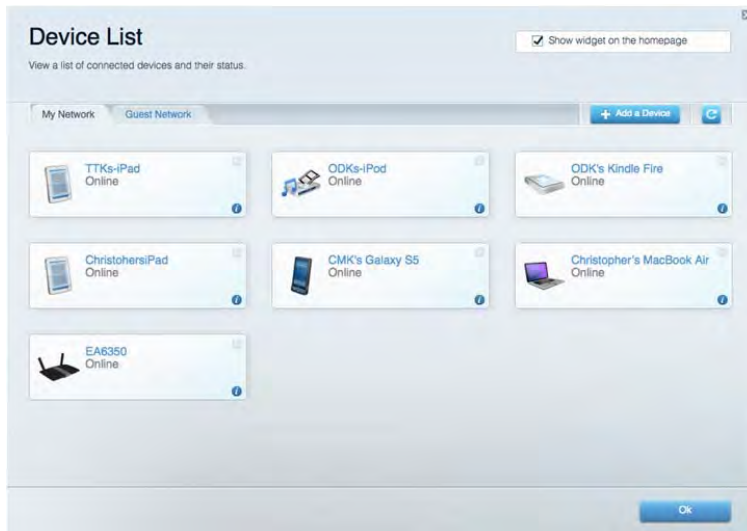 Device List
Show widget on the homepage
View a list of connected devices and their status.
My Network
Guest Network
+ Add a Device
TTKs-iPad
Online
ODKs-iPod
Online
ODK's Kindle Fire
Online
ChristohersiPad
Online
CMK's Galaxy S5
Online
Christopher's MacBook Air
Online
EA6350
Online
Ok